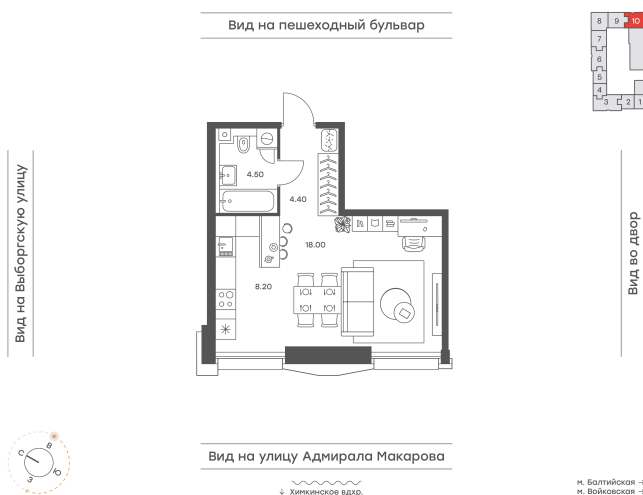 Вид на пешеходный бульвар
8 9 10
7
6
5
4
3 2 1
Вид на Выборгскую улицу
4.50
4.40
18.00
8.20
Вид во двор
Вид на улицу Адмирала Макарова
С В
З Ю
↓ Химкинское вдхр.
м. Балтийская
м. Войковская